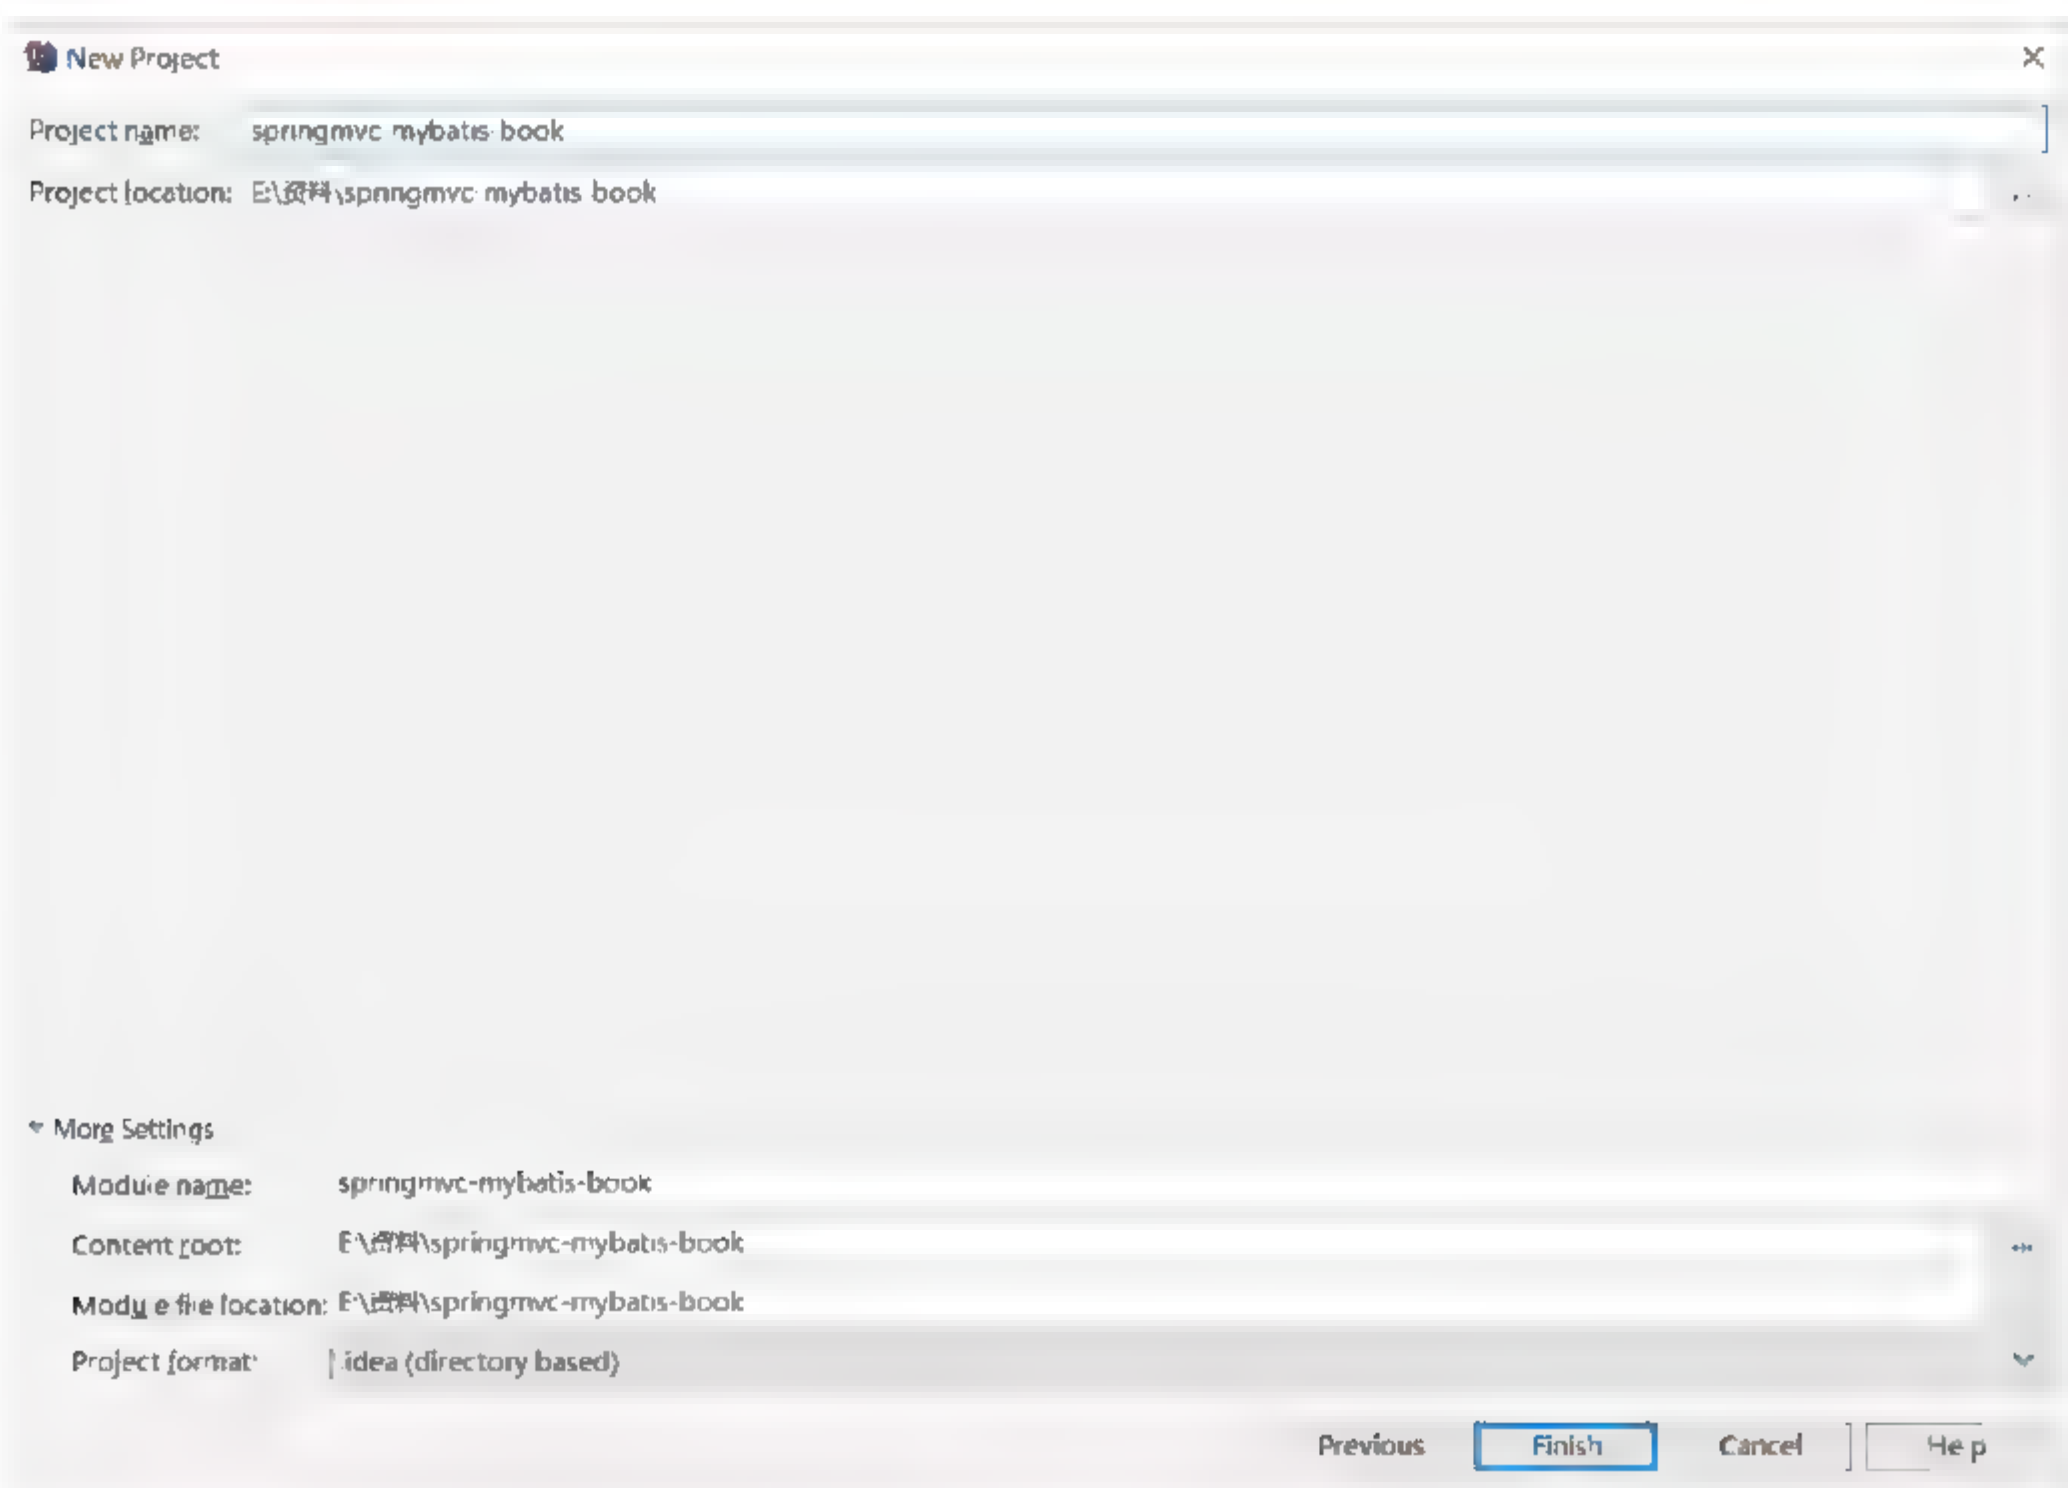 New Project
Project name: springmvc-mybatis-book
Project location: E:\资料\springmvc-mybatis-book
More Settings
Module name: springmvc-mybatis-book
Content root: E:\资料\springmvc-mybatis-book
Module file location: E:\资料\springmvc-mybatis-book
Project format: .idea (directory based)
Previous Finish Cancel Help